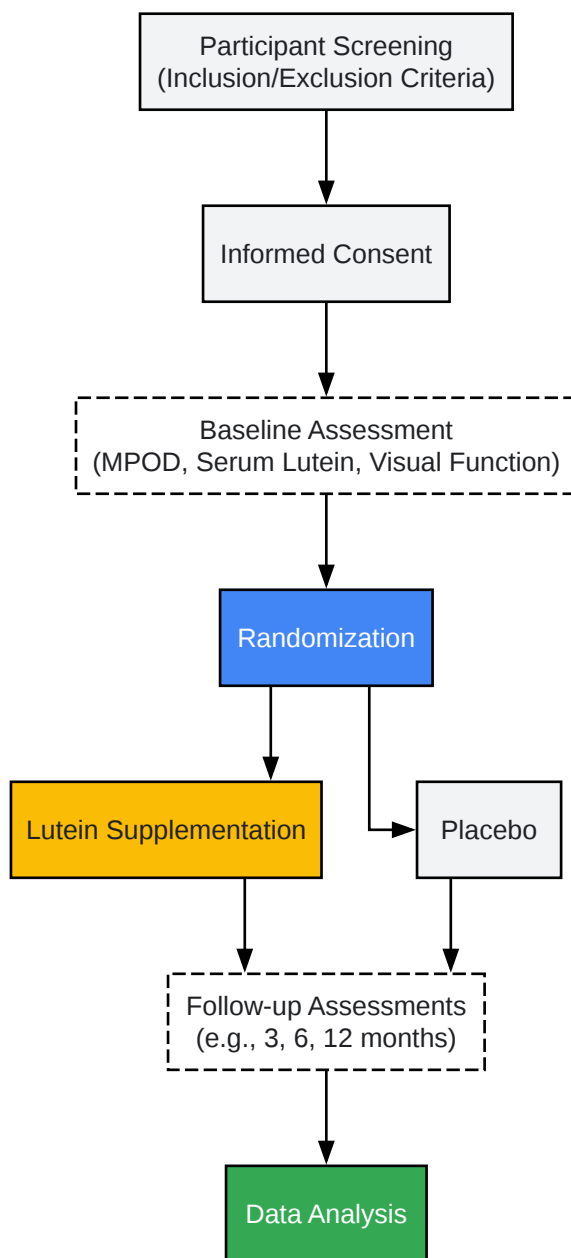 Participant Screening
(Inclusion/Exclusion Criteria)
Informed Consent
Baseline Assessment
(MPOD, Serum Lutein, Visual Function)
Randomization
Lutein Supplementation
Placebo
Follow-up Assessments
(e.g., 3, 6, 12 months)
Data Analysis